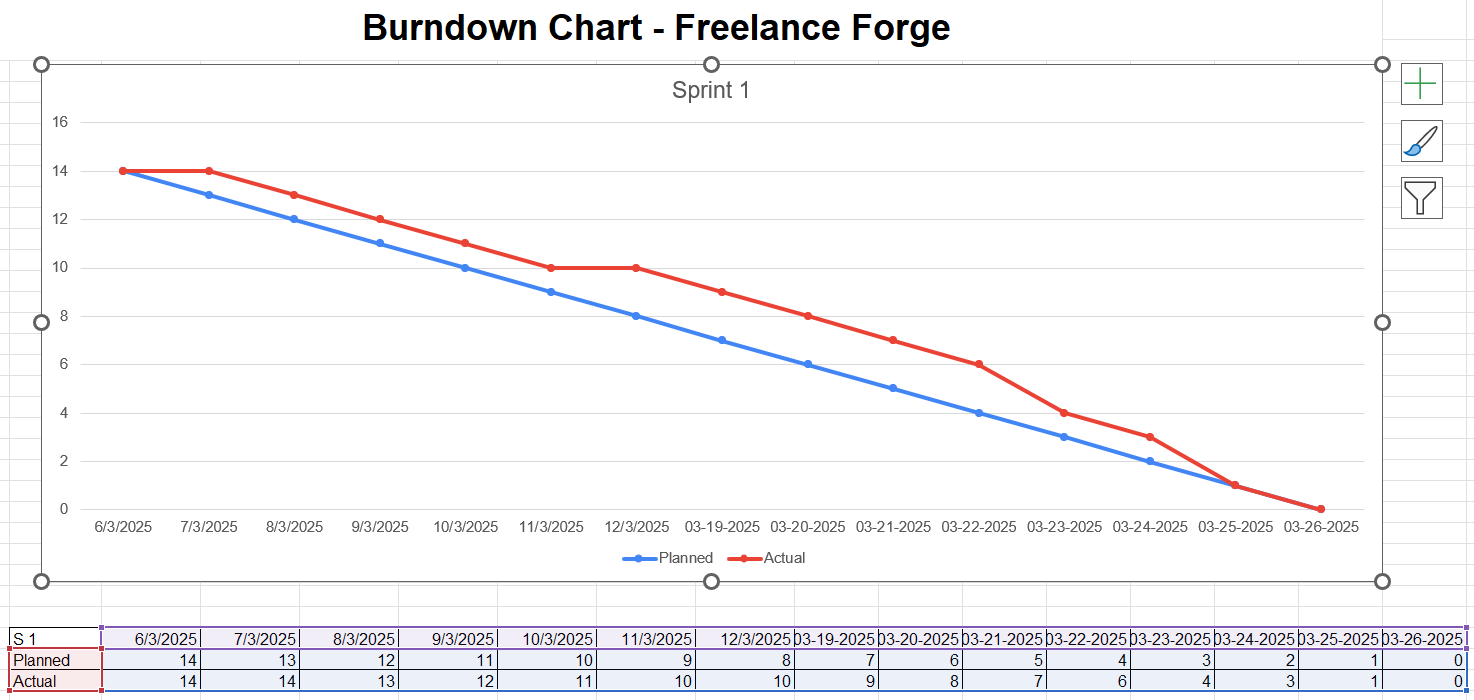 Burndown Chart - Freelance Forge
Sprint 1
16
14
12
10
8
6
4
2
0
6/3/2025 7/3/2025 8/3/2025 9/3/2025 10/3/2025 11/3/2025 12/3/2025 03-19-2025 03-20-2025 03-21-2025 03-22-2025 03-23-2025 03-24-2025 03-25-2025 03-26-2025
Planned Actual
S 1 6/3/2025 7/3/2025 8/3/2025 9/3/2025 10/3/2025 11/3/2025 12/3/2025 03-19-2025 03-20-2025 03-21-2025 03-22-2025 03-23-2025 03-24-2025 03-25-2025 03-26-2025
Planned 14 13 12 11 10 9 8 7 6 5 4 3 2 1 0
Actual 14 14 13 12 11 10 10 9 8 7 6 4 3 1 0